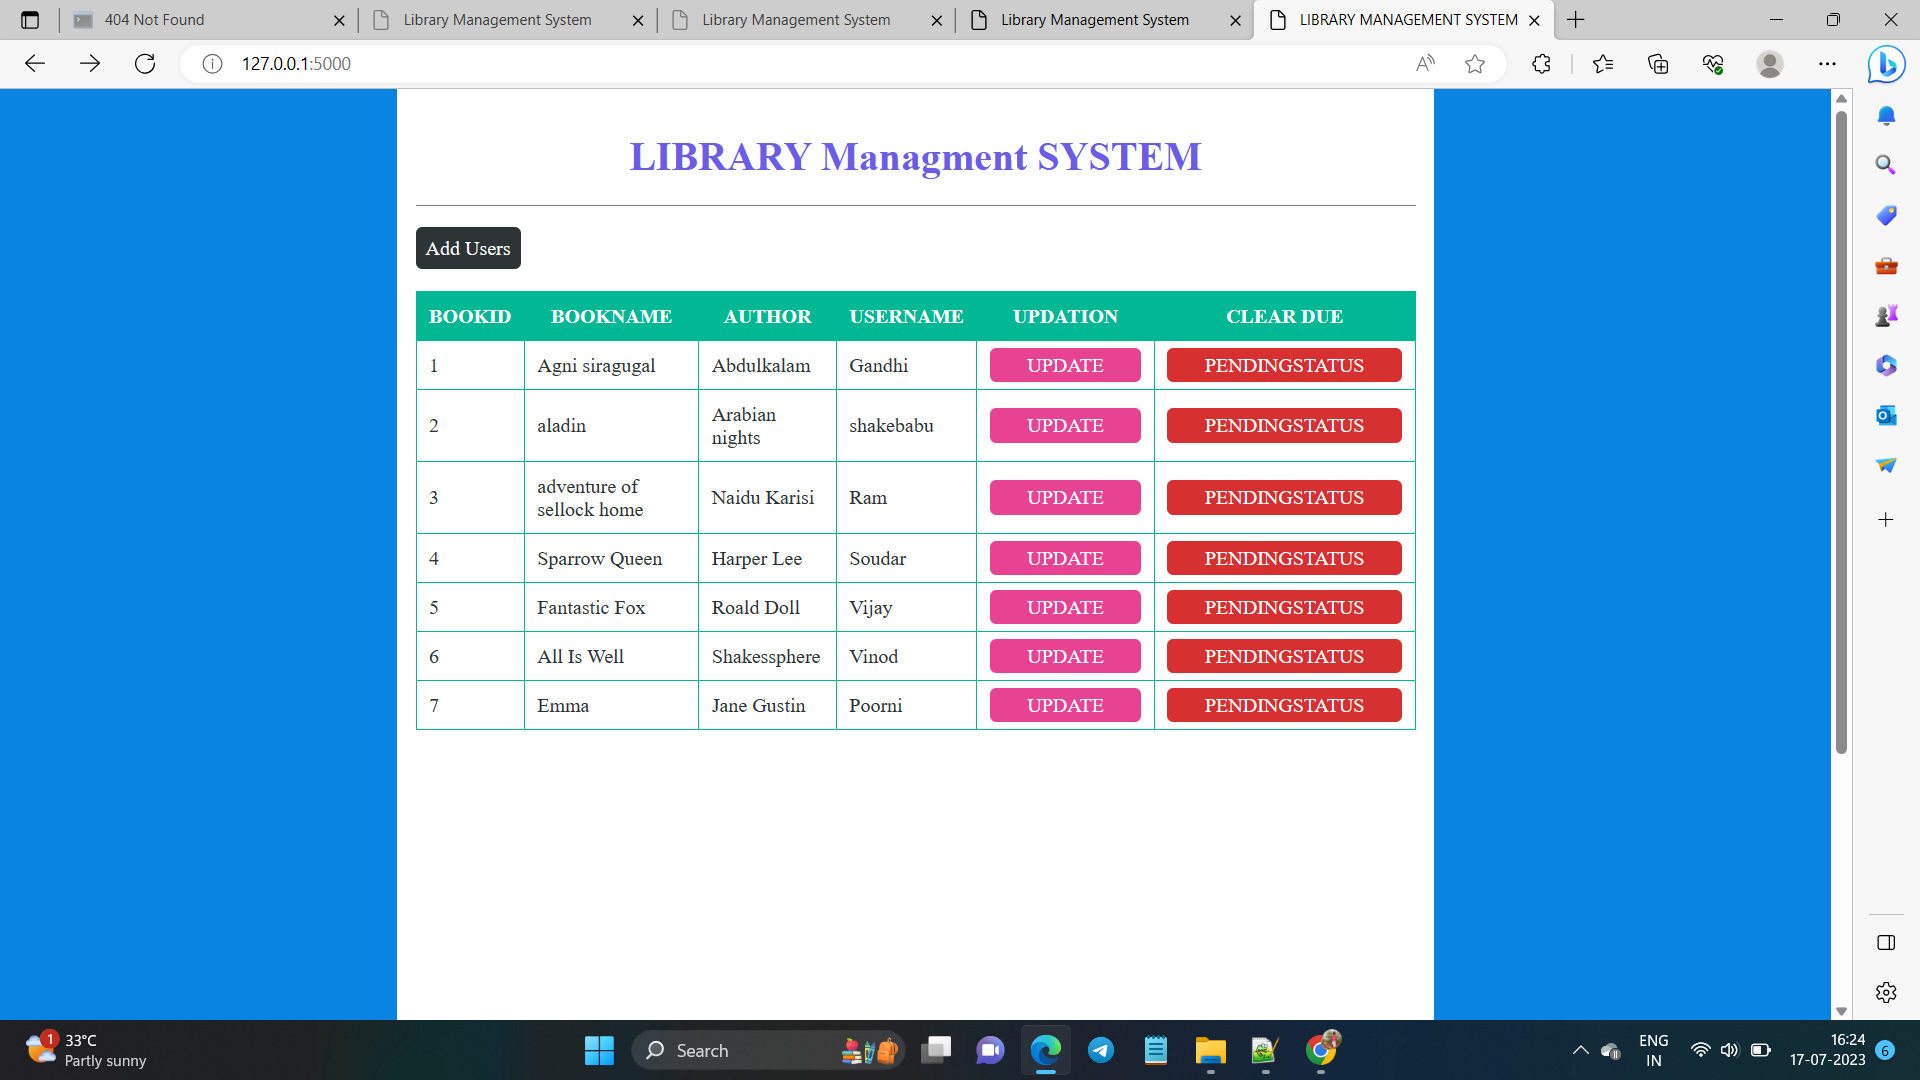 404 Not Found
Library Management System
Library Management System
Library Management System
LIBRARY MANAGEMENT SYSTEM
127.0.0.1:5000
LIBRARY Managment SYSTEM
Add Users
BOOKID BOOKNAME AUTHOR USERNAME UPDATION CLEAR DUE
1 Agni siragugal Abdulkalam Gandhi UPDATE PENDINGSTATUS
2 aladin Arabian nights shakebabu UPDATE PENDINGSTATUS
3 adventure of sellock home Naidu Karisi Ram UPDATE PENDINGSTATUS
4 Sparrow Queen Harper Lee Soudar UPDATE PENDINGSTATUS
5 Fantastic Fox Roald Doll Vijay UPDATE PENDINGSTATUS
6 All Is Well Shakessphere Vinod UPDATE PENDINGSTATUS
7 Emma Jane Gustin Poorni UPDATE PENDINGSTATUS
1
33°C
Partly sunny
Search
ENG
IN
16:24
17-07-2023
6